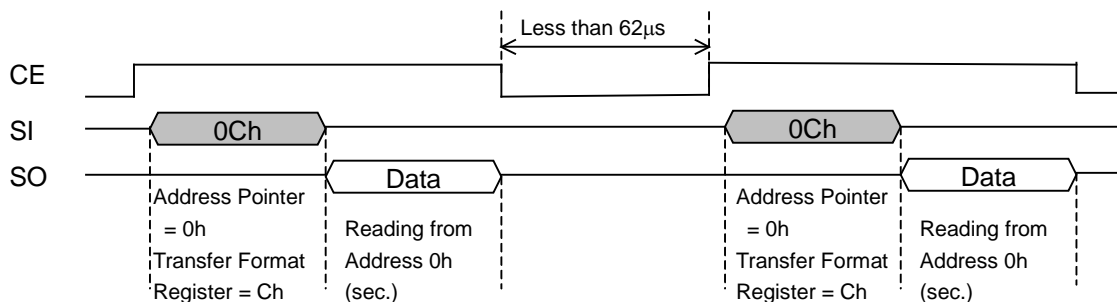 Less than 62μs
CE
SI
0Ch
0Ch
SO
Data
Data
Address Pointer
= 0h
Transfer Format
Register = Ch
Reading from
Address 0h
(sec.)
Address Pointer
= 0h
Transfer Format
Register = Ch
Reading from
Address 0h
(sec.)